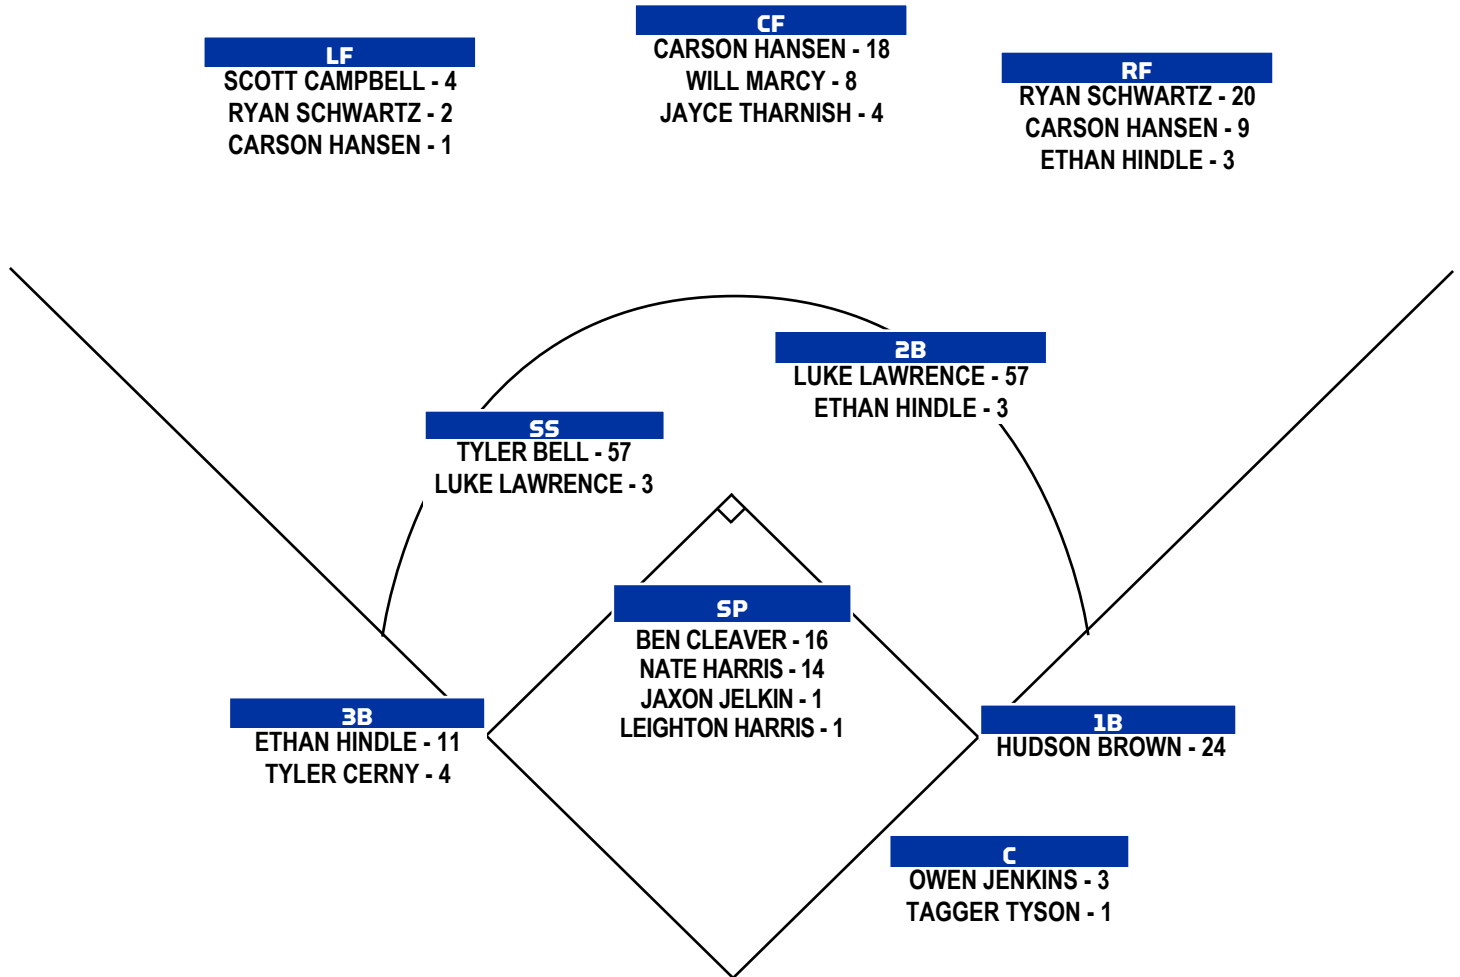 LF
SCOTT CAMPBELL - 4
RYAN SCHWARTZ - 2
CARSON HANSEN - 1
CF
CARSON HANSEN - 18
WILL MARCY - 8
JAYCE THARNISH - 4
RF
RYAN SCHWARTZ - 20
CARSON HANSEN - 9
ETHAN HINDLE - 3
SS
TYLER BELL - 57
LUKE LAWRENCE - 3
2B
LUKE LAWRENCE - 57
ETHAN HINDLE - 3
3B
ETHAN HINDLE - 11
TYLER CERNY - 4
SP
BEN CLEAVER - 16
NATE HARRIS - 14
JAXON JELKIN - 1
LEIGHTON HARRIS - 1
1B
HUDSON BROWN - 24
C
OWEN JENKINS - 3
TAGGER TYSON - 1